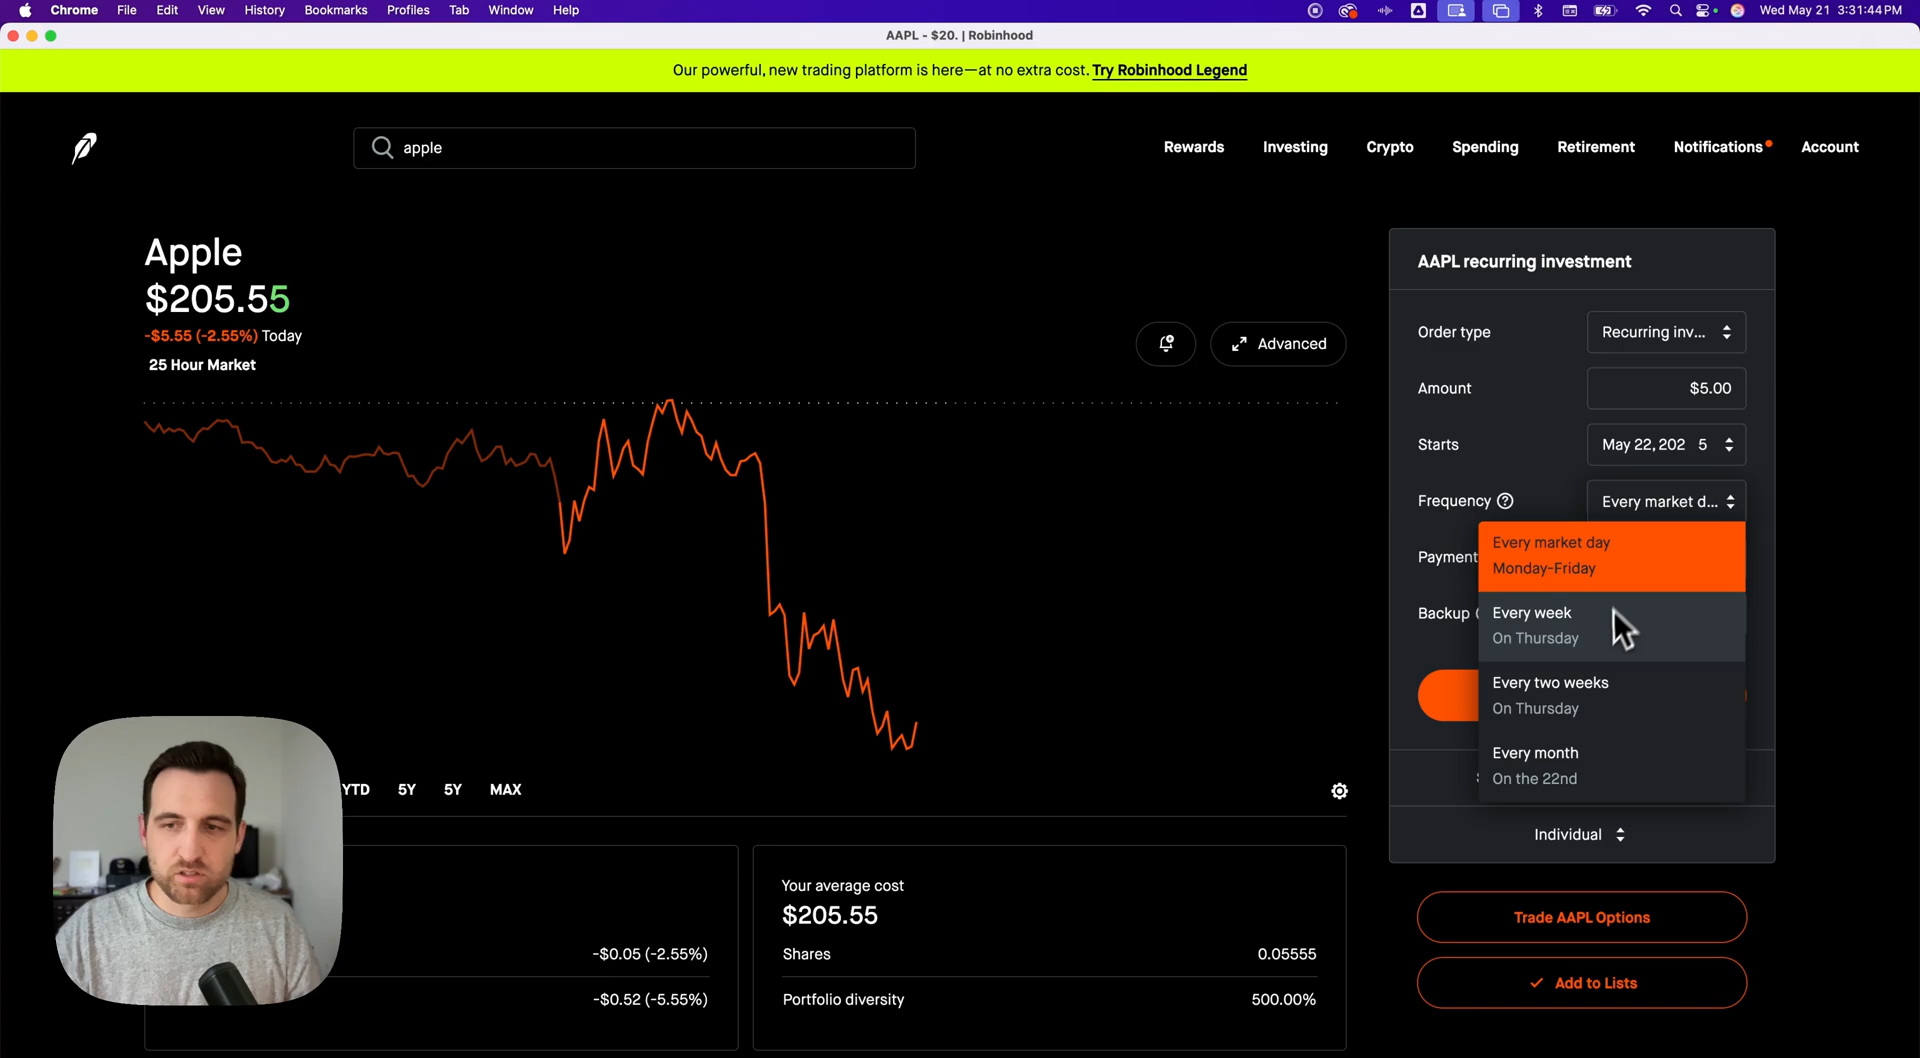 Chrome File Edit View History Bookmarks Profiles Tab Window Help Wed May 21 3:31:44 PM
AAPL - $20. | Robinhood
Our powerful, new trading platform is here—at no extra cost. Try Robinhood Legend
apple
Rewards Investing Crypto Spending Retirement Notifications Account
Apple
$205.55
-$5.55 (-2.55%) Today
25 Hour Market
Advanced
YTD 5Y 5Y MAX
-$0.05 (-2.55%)
-$0.52 (-5.55%)
Your average cost
$205.55
Shares 0.05555
Portfolio diversity 500.00%
AAPL recurring investment
Order type Recurring inv...
Amount $5.00
Starts May 22, 202 5
Frequency Every market d...
Payment
Backup
Every market day
Monday-Friday
Every week
On Thursday
Every two weeks
On Thursday
Every month
On the 22nd
Individual
Trade AAPL Options
Add to Lists